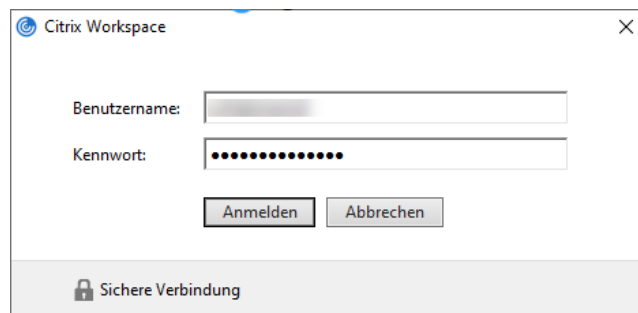 Citrix Workspace
Benutzername:
Kennwort: ••••••••••••••
Anmelden Abbrechen
Sichere Verbindung